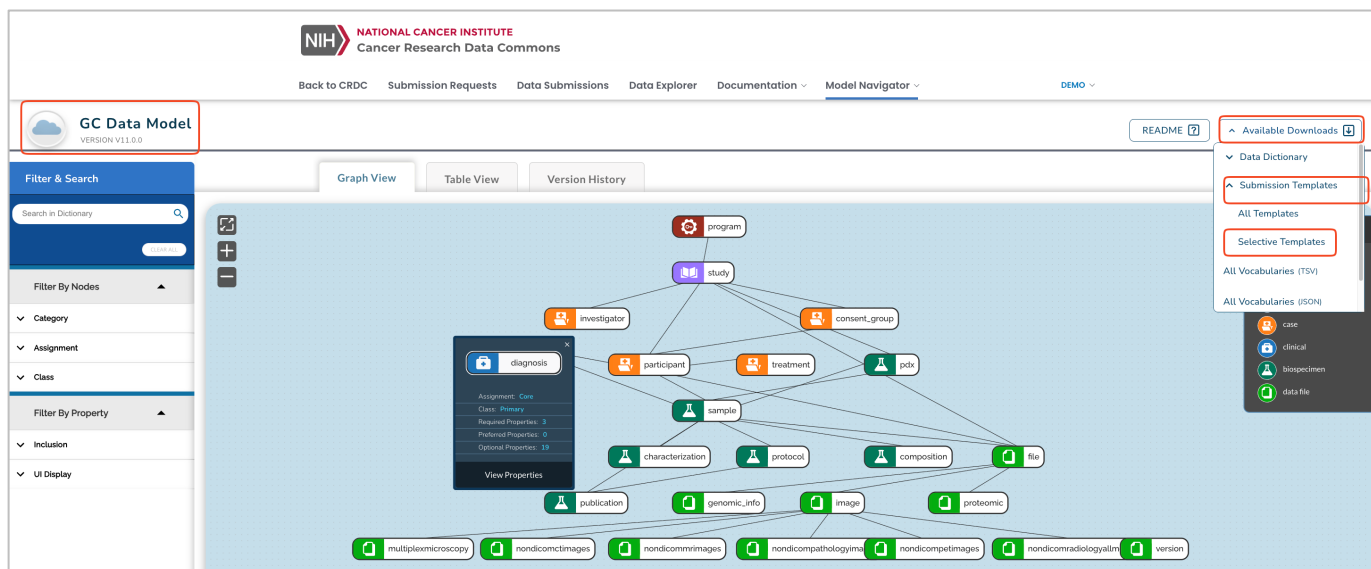 NIH
NATIONAL CANCER INSTITUTE
Cancer Research Data Commons
Back to CRDC Submission Requests Data Submissions Data Explorer Documentation Model Navigator DEMO
GC Data Model
VERSION V11.0.0
README ?
Available Downloads
Data Dictionary
Submission Templates
All Templates
Selective Templates
All Vocabularies (TSV)
All Vocabularies (JSON)
Filter & Search
Search in Dictionary
CLEAR ALL
Filter By Nodes
Category
Assignment
Class
Filter By Property
Inclusion
UI Display
Graph View Table View Version History
program
study
investigator consent_group
diagnosis
participant treatment pdx
Assignment: Core
Class: Primary
Required Properties: 3
Preferred Properties: 0
Optional Properties: 19
View Properties
sample
characterization protocol composition file
publication genomic_info image proteomic
multiplexmicroscopy nondicomctimages nondicommrimages nondicompathologyima nondicompetimages nondicomradiologyallm version
case
clinical
biospecimen
data file